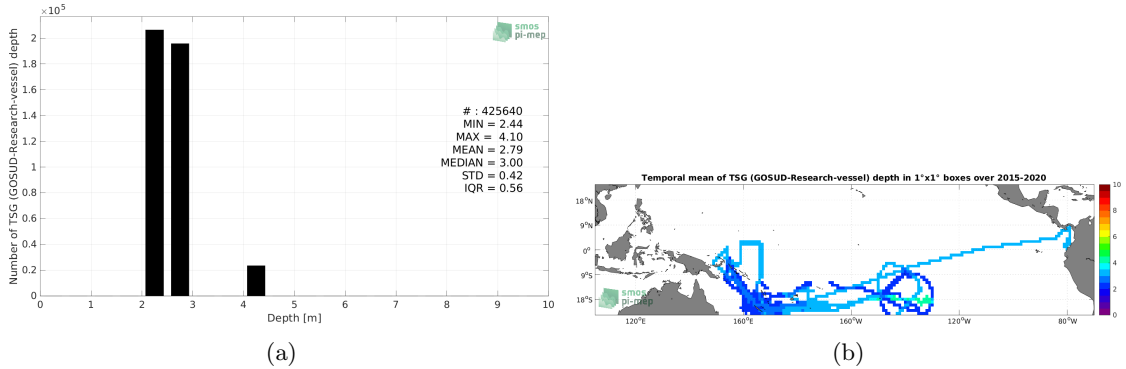 ×10⁵
2
1.8
1.6
1.4
1.2
1
0.8
0.6
0.4
0.2
0
Number of TSG (GOSUD-Research-vessel) depth
smos
pi-mep
# : 425640
MIN = 2.44
MAX = 4.10
MEAN = 2.79
MEDIAN = 3.00
STD = 0.42
IQR = 0.56
0 1 2 3 4 5 6 7 8 9 10
Depth [m]
(a)
Temporal mean of TSG (GOSUD-Research-vessel) depth in 1°x1° boxes over 2015-2020
18°N
9°N
0°
9°S
18°S
smos
pi-mep
120°E 160°E 160°W 120°W 80°W
10
8
6
4
2
0
(b)